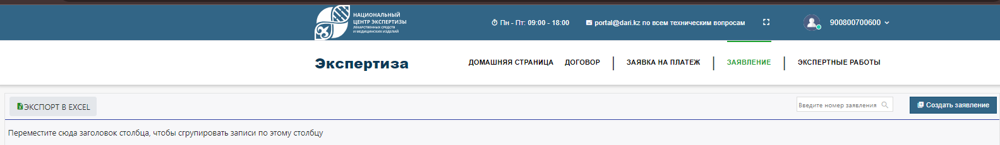 НАЦИОНАЛЬНЫЙ
ЦЕНТР ЭКСПЕРТИЗЫ
ЛЕКАРСТВЕННЫХ СРЕДСТВ
И МЕДИЦИНСКИХ ИЗДЕЛИЙ
Пн - Пт: 09:00 - 18:00
portal@dari.kz по всем техническим вопросам
900800700600
Экспертиза
ДОМАШНЯЯ СТРАНИЦА
ДОГОВОР
ЗАЯВКА НА ПЛАТЕЖ
ЗАЯВЛЕНИЕ
ЭКСПЕРТНЫЕ РАБОТЫ
ЭКСПОРТ В EXCEL
Введите номер заявления
Создать заявление
Переместите сюда заголовок столбца, чтобы сгрупировать записи по этому столбцу